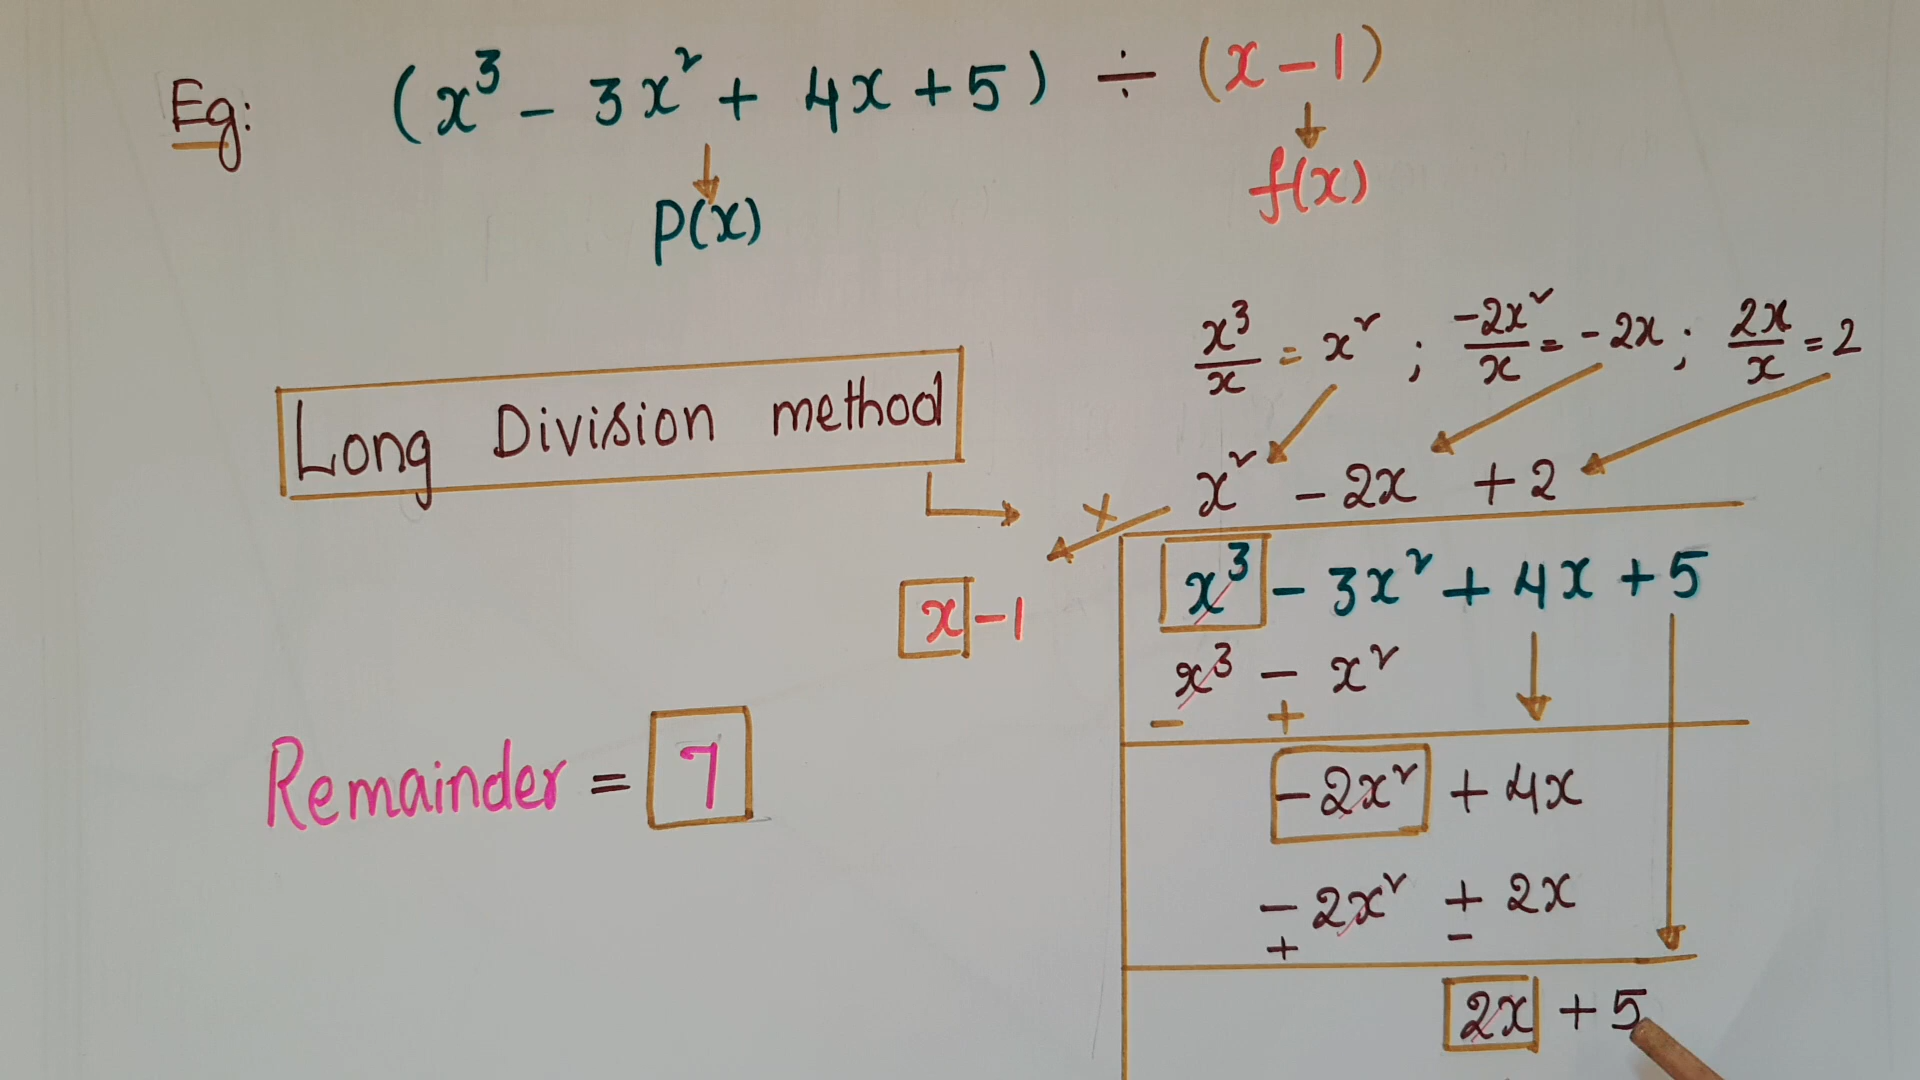 Eg: (x³ - 3x² + 4x + 5) ÷ (x - 1)
p(x) f(x)
x³/x = x² ; -2x²/x = -2x ; 2x/x = 2
Long Division method
x² - 2x + 2
×
x³ - 3x² + 4x + 5
x - 1
x³ - x²
- +
Remainder = 7
-2x² + 4x
- 2x² + 2x
+ -
2x + 5